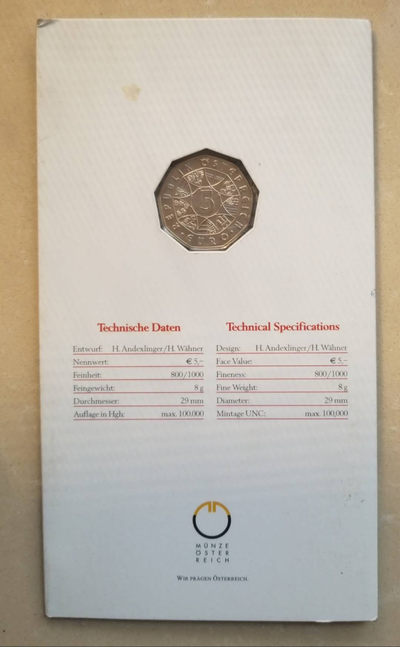 REPUBLIK ÖSTERREICH
5
EURO
Technische Daten
Entwurf: H. Andexlinger/H. Wähner
Nennwert: € 5,–
Feinheit: 800/1000
Feingewicht: 8 g
Durchmesser: 29 mm
Auflage in Hgh: max. 100.000
Technical Specifications
Design: H. Andexlinger/H. Wähner
Face Value: € 5,–
Fineness: 800/1000
Fine Weight: 8 g
Diameter: 29 mm
Mintage UNC: max. 100,000
MÜNZE
ÖSTER
REICH
WIR PRÄGEN ÖSTERREICH.